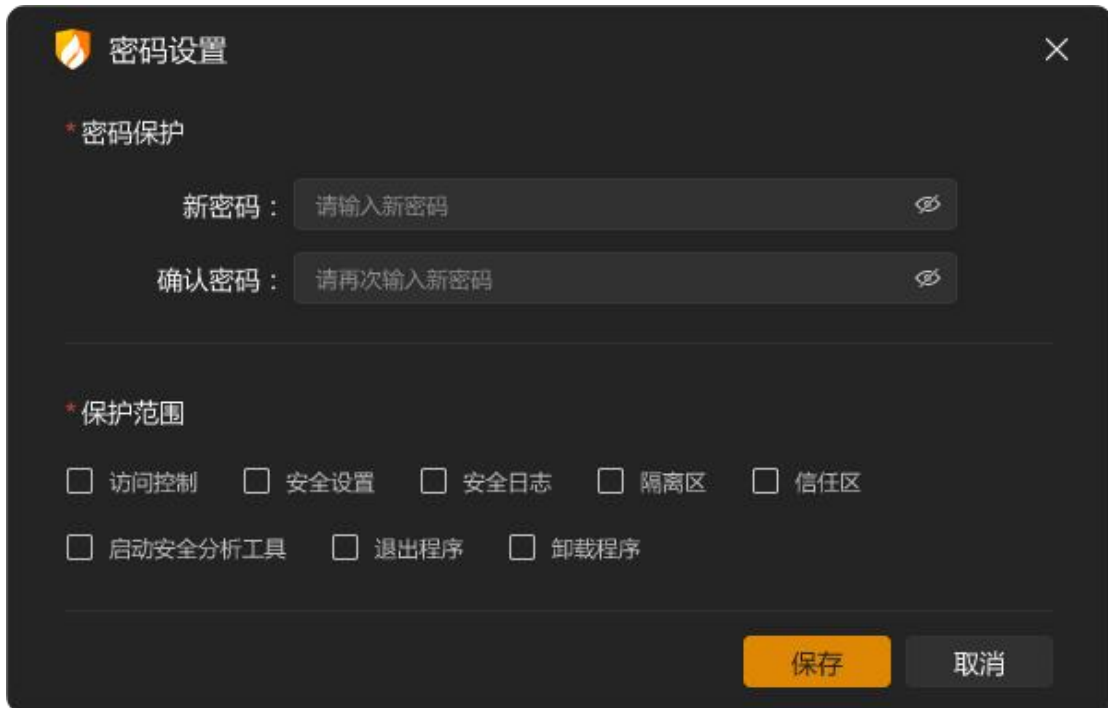 密码设置
*密码保护
新密码：
请输入新密码
确认密码：
请再次输入新密码
*保护范围
访问控制 安全设置 安全日志 隔离区 信任区
启动安全分析工具 退出程序 卸载程序
保存 取消